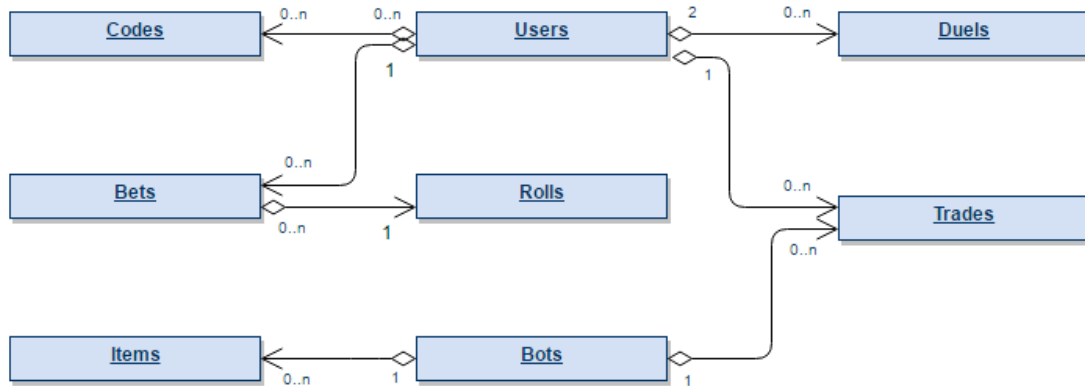 0..n 0..n 2 0..n
Codes Users Duels
1 1
0..n 0..n
Bets Rolls Trades
0..n 1 0..n
Items Bots
0..n 1 1